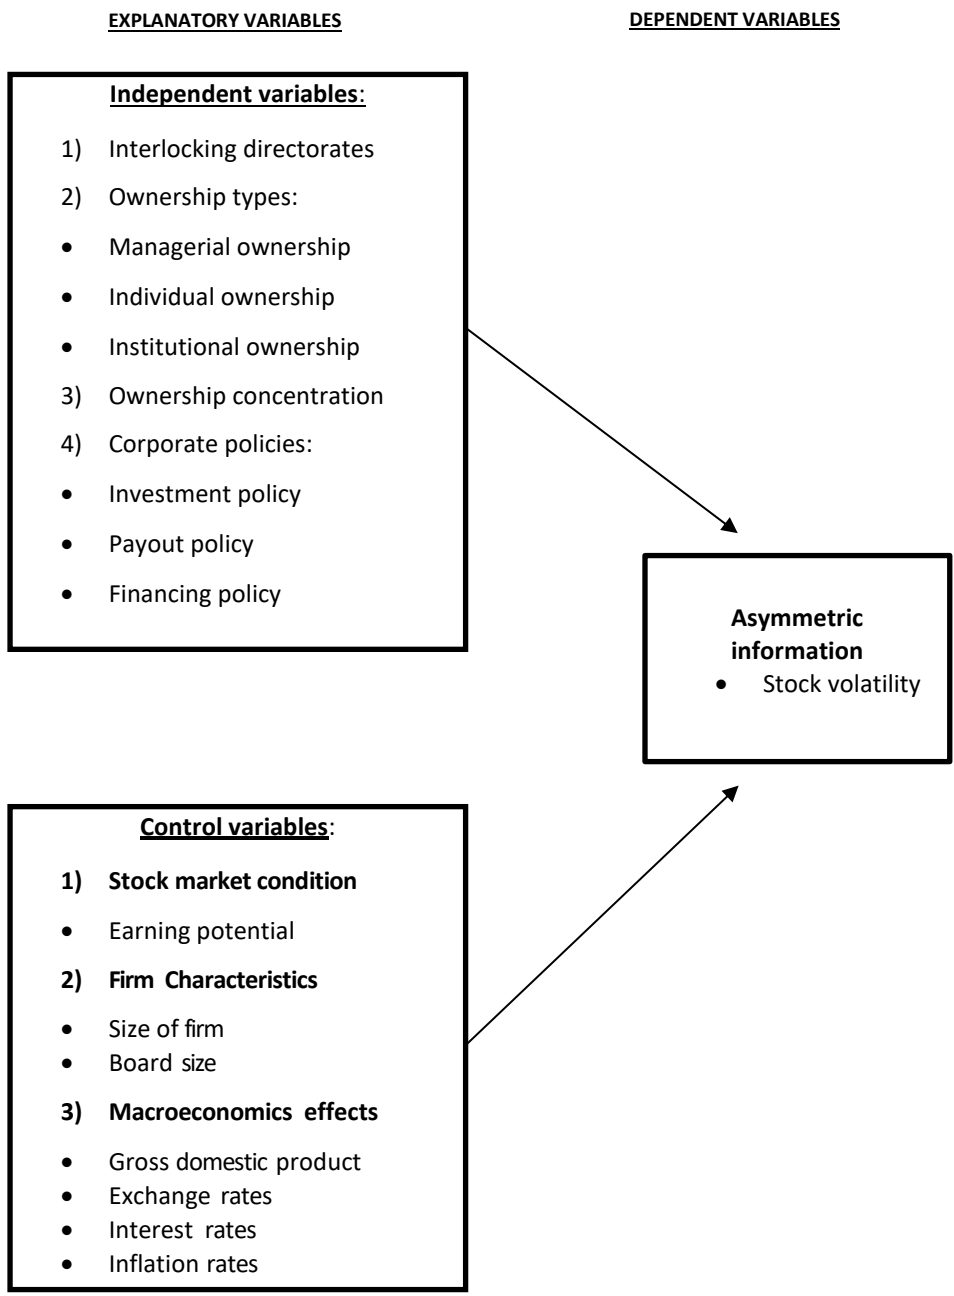 EXPLANATORY VARIABLES
DEPENDENT VARIABLES
Independent variables:
1) Interlocking directorates
2) Ownership types:
• Managerial ownership
• Individual ownership
• Institutional ownership
3) Ownership concentration
4) Corporate policies:
• Investment policy
• Payout policy
• Financing policy
Asymmetric
information
• Stock volatility
Control variables:
1) Stock market condition
• Earning potential
2) Firm Characteristics
• Size of firm
• Board size
3) Macroeconomics effects
• Gross domestic product
• Exchange rates
• Interest rates
• Inflation rates